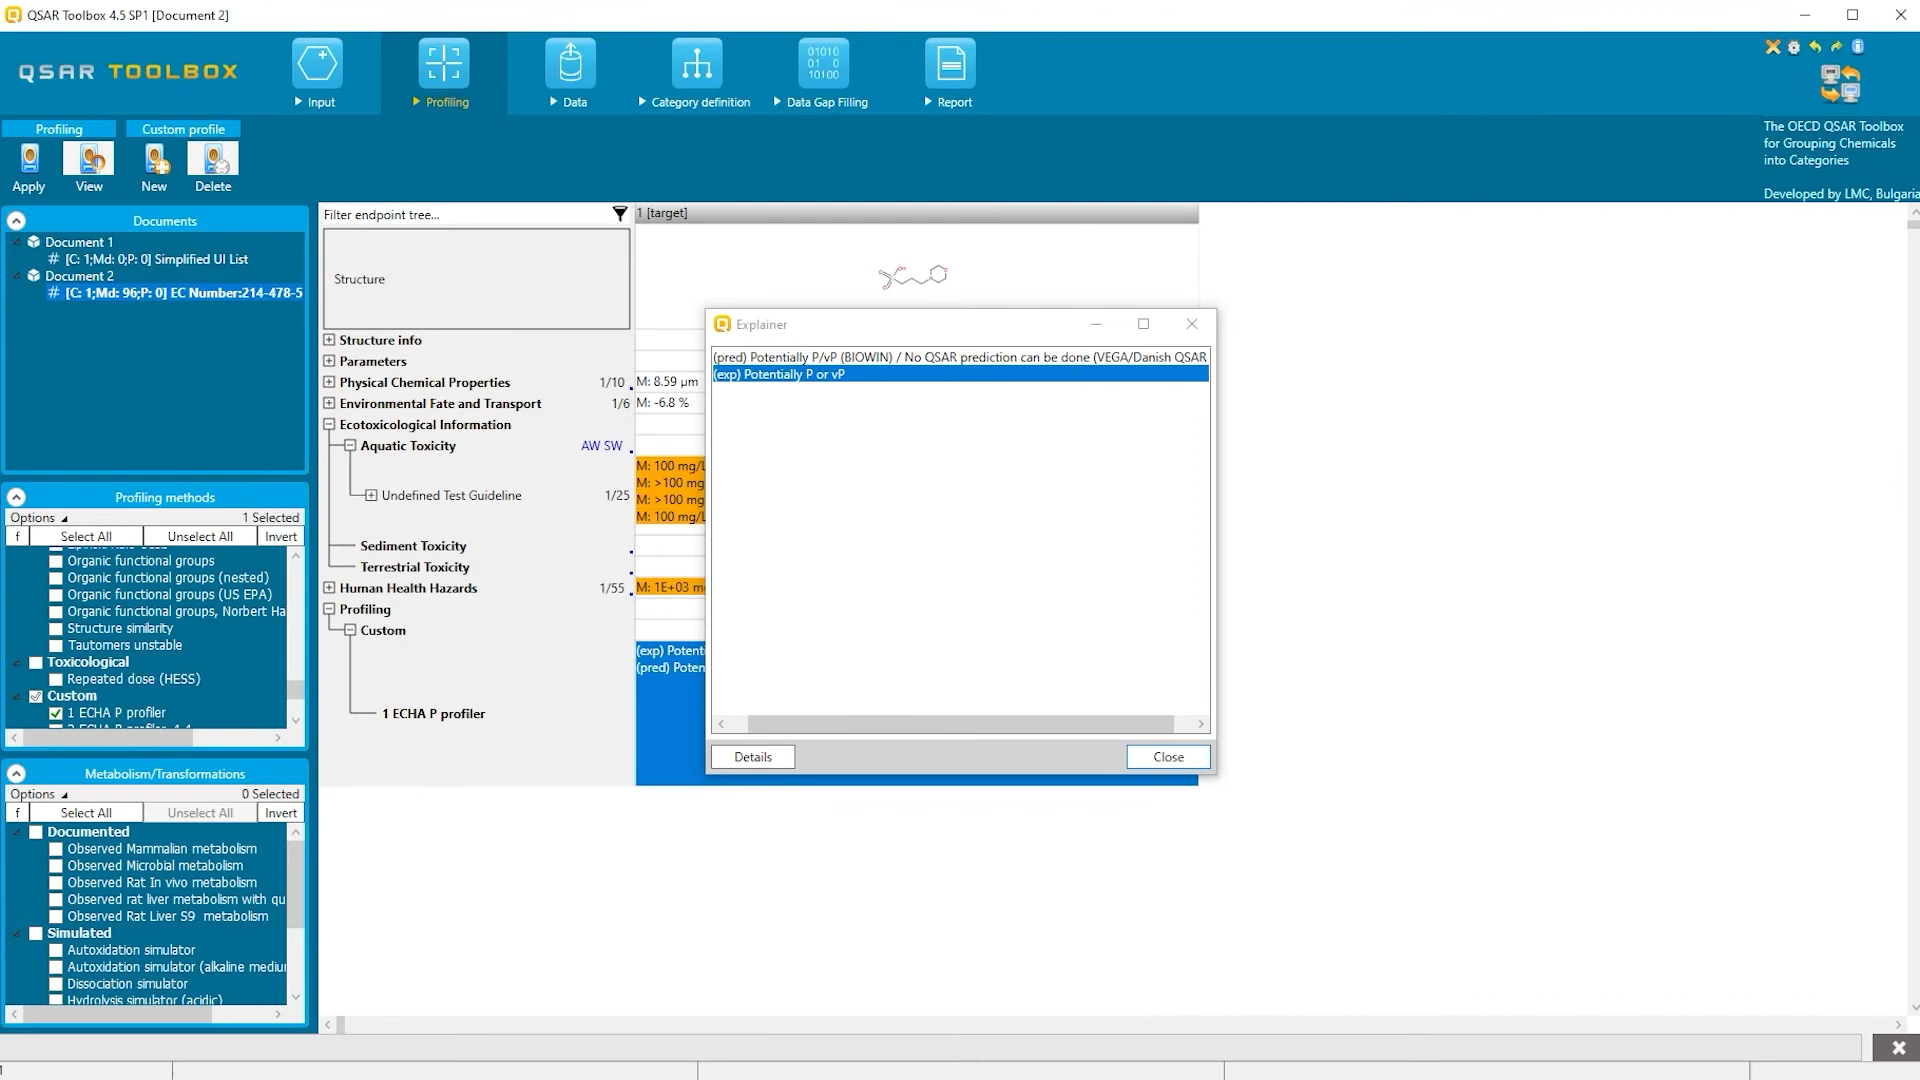 QSAR Toolbox 4.5 SP1 [Document 2]
QSAR TOOLBOX
Input
Profiling
Data
Category definition
Data Gap Filling
Report
01010
01 0
10100
The OECD QSAR Toolbox
for Grouping Chemicals
into Categories
Developed by LMC, Bulgaria
Profiling
Custom profile
Apply
View
New
Delete
Documents
Document 1
# [C: 1;Md: 0;P: 0] Simplified UI List
Document 2
# [C: 1;Md: 96;P: 0] EC Number:214-478-5
Profiling methods
Options
1 Selected
f
Select All
Unselect All
Invert
Organic functional groups
Organic functional groups (nested)
Organic functional groups (US EPA)
Organic functional groups, Norbert Ha
Structure similarity
Tautomers unstable
Toxicological
Repeated dose (HESS)
Custom
1 ECHA P profiler
Metabolism/Transformations
Options
0 Selected
f
Select All
Unselect All
Invert
Documented
Observed Mammalian metabolism
Observed Microbial metabolism
Observed Rat In vivo metabolism
Observed rat liver metabolism with qu
Observed Rat Liver S9 metabolism
Simulated
Autoxidation simulator
Autoxidation simulator (alkaline mediu
Dissociation simulator
Hydrolysis simulator (acidic)
Filter endpoint tree...
1 [target]
Structure
Structure info
Parameters
Physical Chemical Properties 1/10 M: 8.59 µm
Environmental Fate and Transport 1/6 M: -6.8 %
Ecotoxicological Information
Aquatic Toxicity AW SW
M: 100 mg/L
M: >100 mg
Undefined Test Guideline 1/25
M: >100 mg
M: 100 mg/L
Sediment Toxicity
Terrestrial Toxicity
Human Health Hazards 1/55 M: 1E+03 m
Profiling
Custom
(exp) Potenti
(pred) Poten
1 ECHA P profiler
Explainer
(pred) Potentially P/vP (BIOWIN) / No QSAR prediction can be done (VEGA/Danish QSAR
(exp) Potentially P or vP
Details
Close